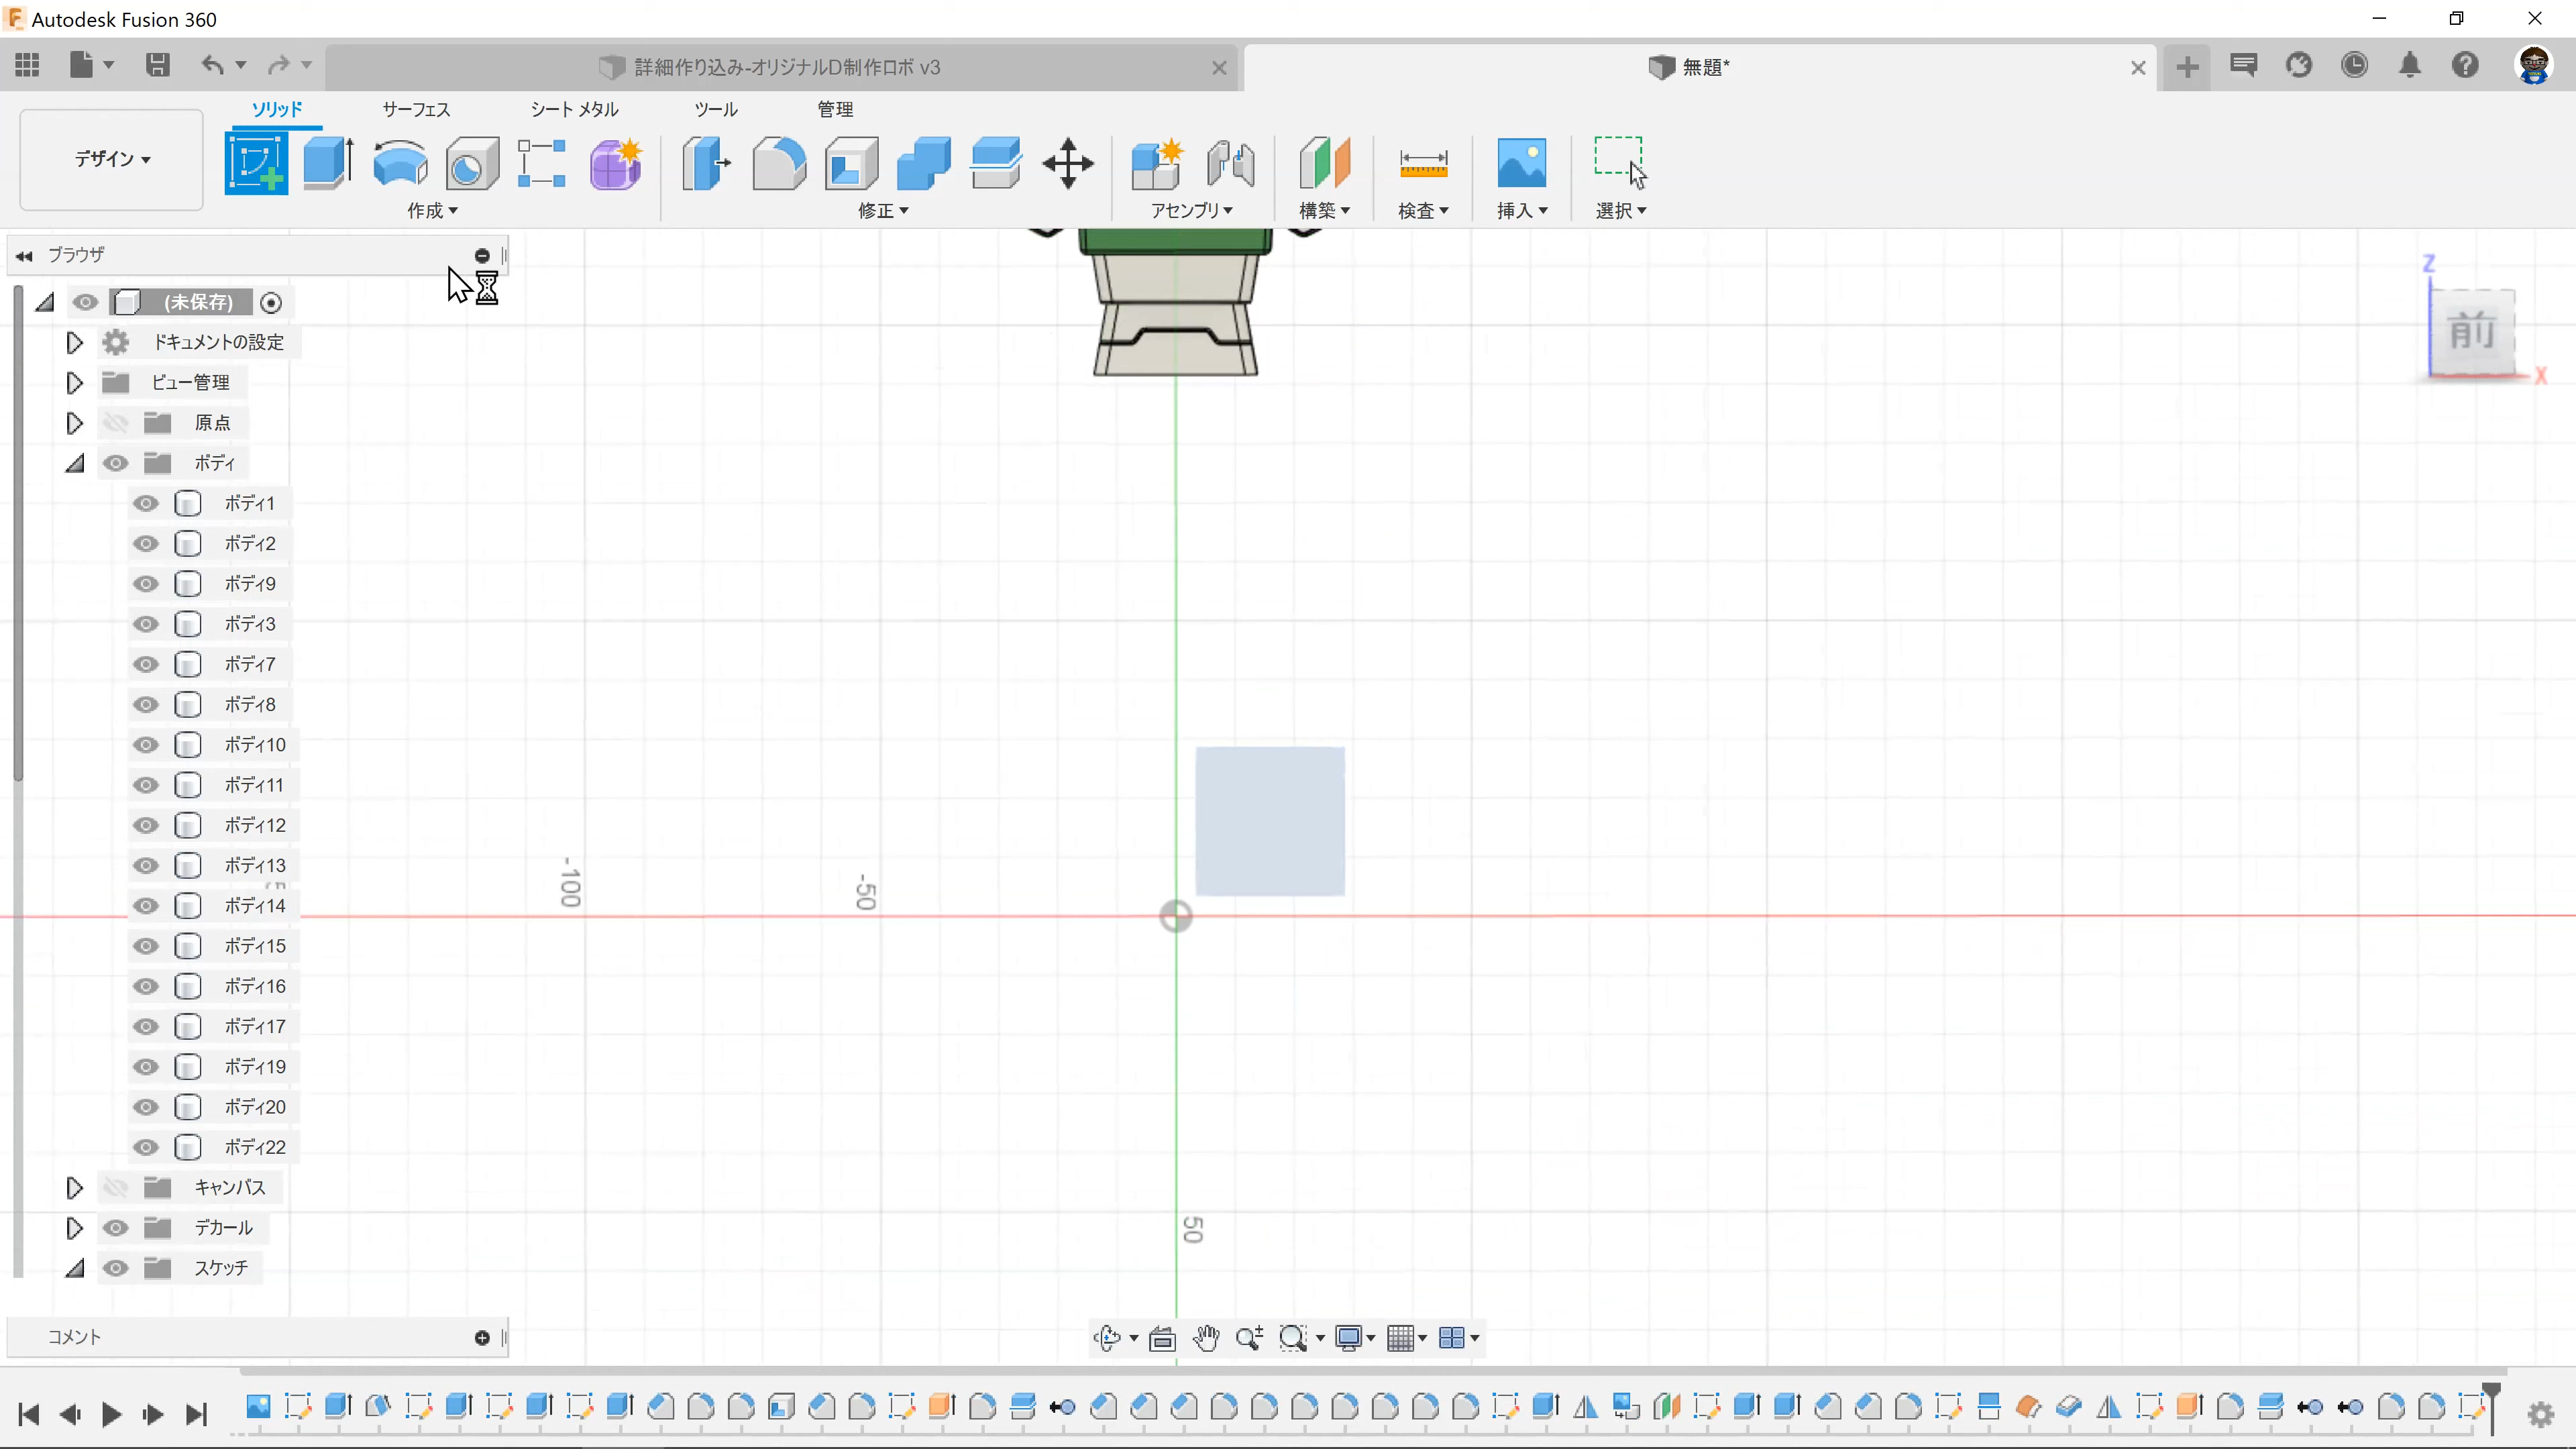 Autodesk Fusion 360
詳細作り込み-オリジナルD制作ロボ v3
無題*
ソリッド サーフェス シート メタル ツール 管理
デザイン
作成 修正 アセンブリ 構築 検査 挿入 選択
ブラウザ
(未保存)
ドキュメントの設定
ビュー管理
原点
ボディ
ボディ1
ボディ2
ボディ9
ボディ3
ボディ7
ボディ8
ボディ10
ボディ11
ボディ12
ボディ13
ボディ14
ボディ15
ボディ16
ボディ17
ボディ19
ボディ20
ボディ22
キャンバス
デカール
スケッチ
コメント
Z
前
X
-100
-50
50